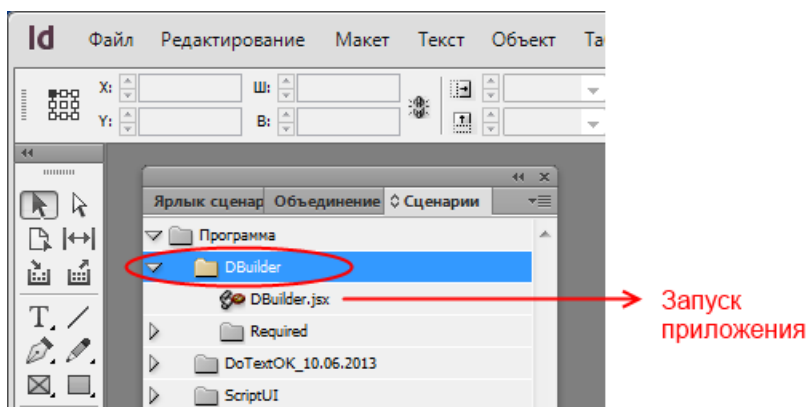 Id Файл Редактирование Макет Текст Объект Та
X: Ш:
Y: В:
Ярлык сценар Объединение Сценарии
Программа
DBuilder
DBuilder.jsx
Запуск
приложения
Required
DoTextOK_10.06.2013
ScriptUI
T